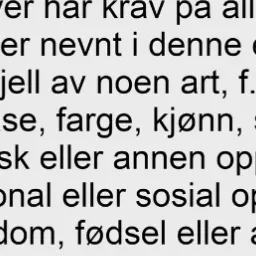 ver har krav på all
er nevnt i denne e
jell av noen art, f.
se, farge, kjønn, s
sk eller annen opp
onal eller sosial op
dom, fødsel eller a